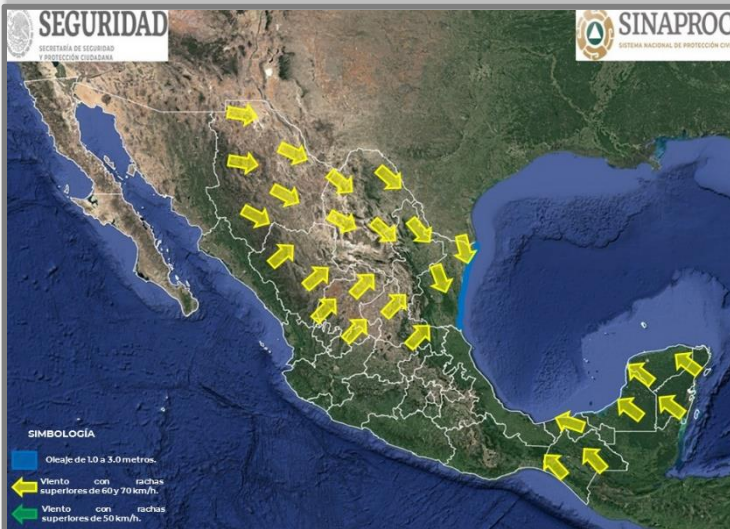 SEGURIDAD
SECRETARÍA DE SEGURIDAD
Y PROTECCIÓN CIUDADANA
SINAPROC
SISTEMA NACIONAL DE PROTECCIÓN CIV
SIMBOLOGÍA
Oleaje de 1.0 a 3.0 metros.
Viento con rachas
superiores de 60 y 70 km/h.
Viento con rachas
superiores de 50 km/h.